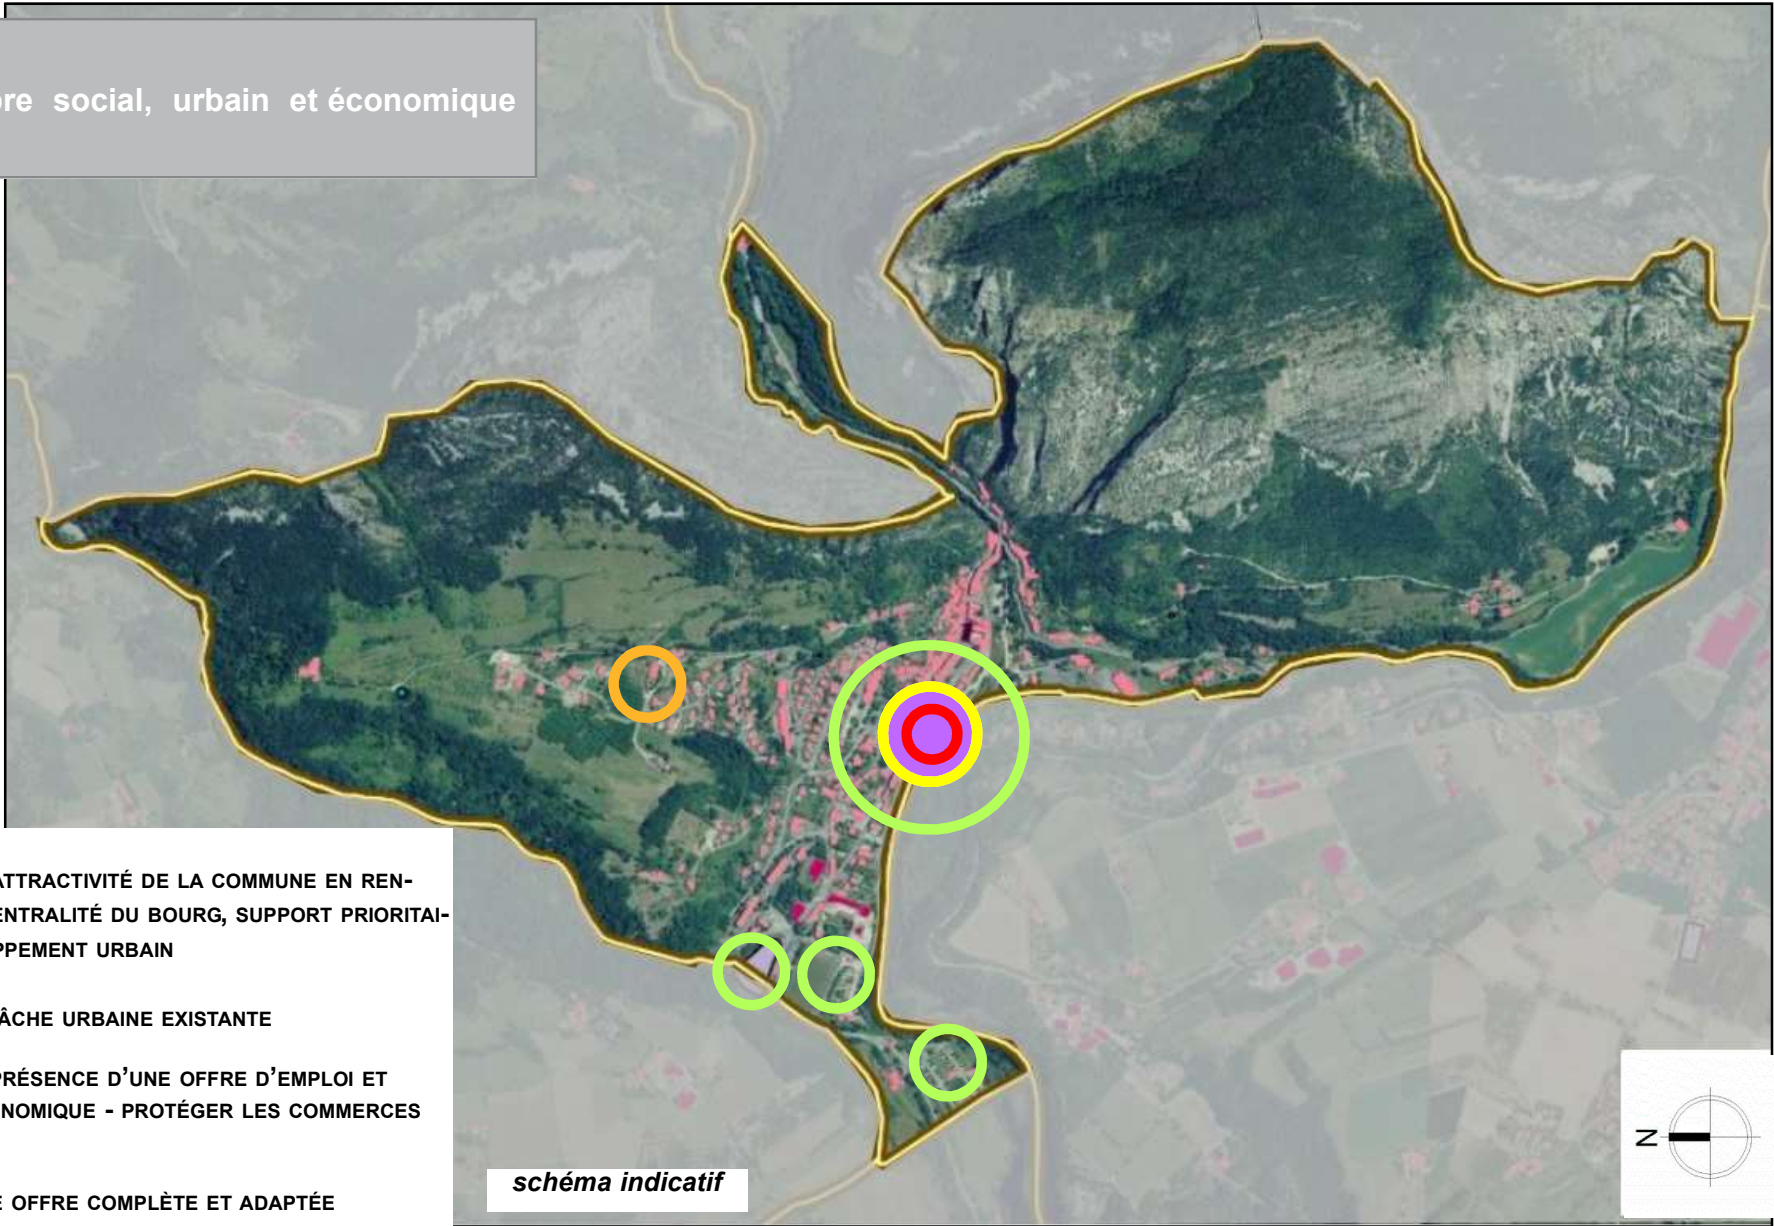 re social, urbain et économique
ATTRACTIVITÉ DE LA COMMUNE EN REN-
ENTRALITÉ DU BOURG, SUPPORT PRIORITAI-
PPEMENT URBAIN
ÂCHE URBAINE EXISTANTE
PRÉSENCE D'UNE OFFRE D'EMPLOI ET
NOMIQUE - PROTÉGER LES COMMERCES
E OFFRE COMPLÈTE ET ADAPTÉE
schéma indicatif
N